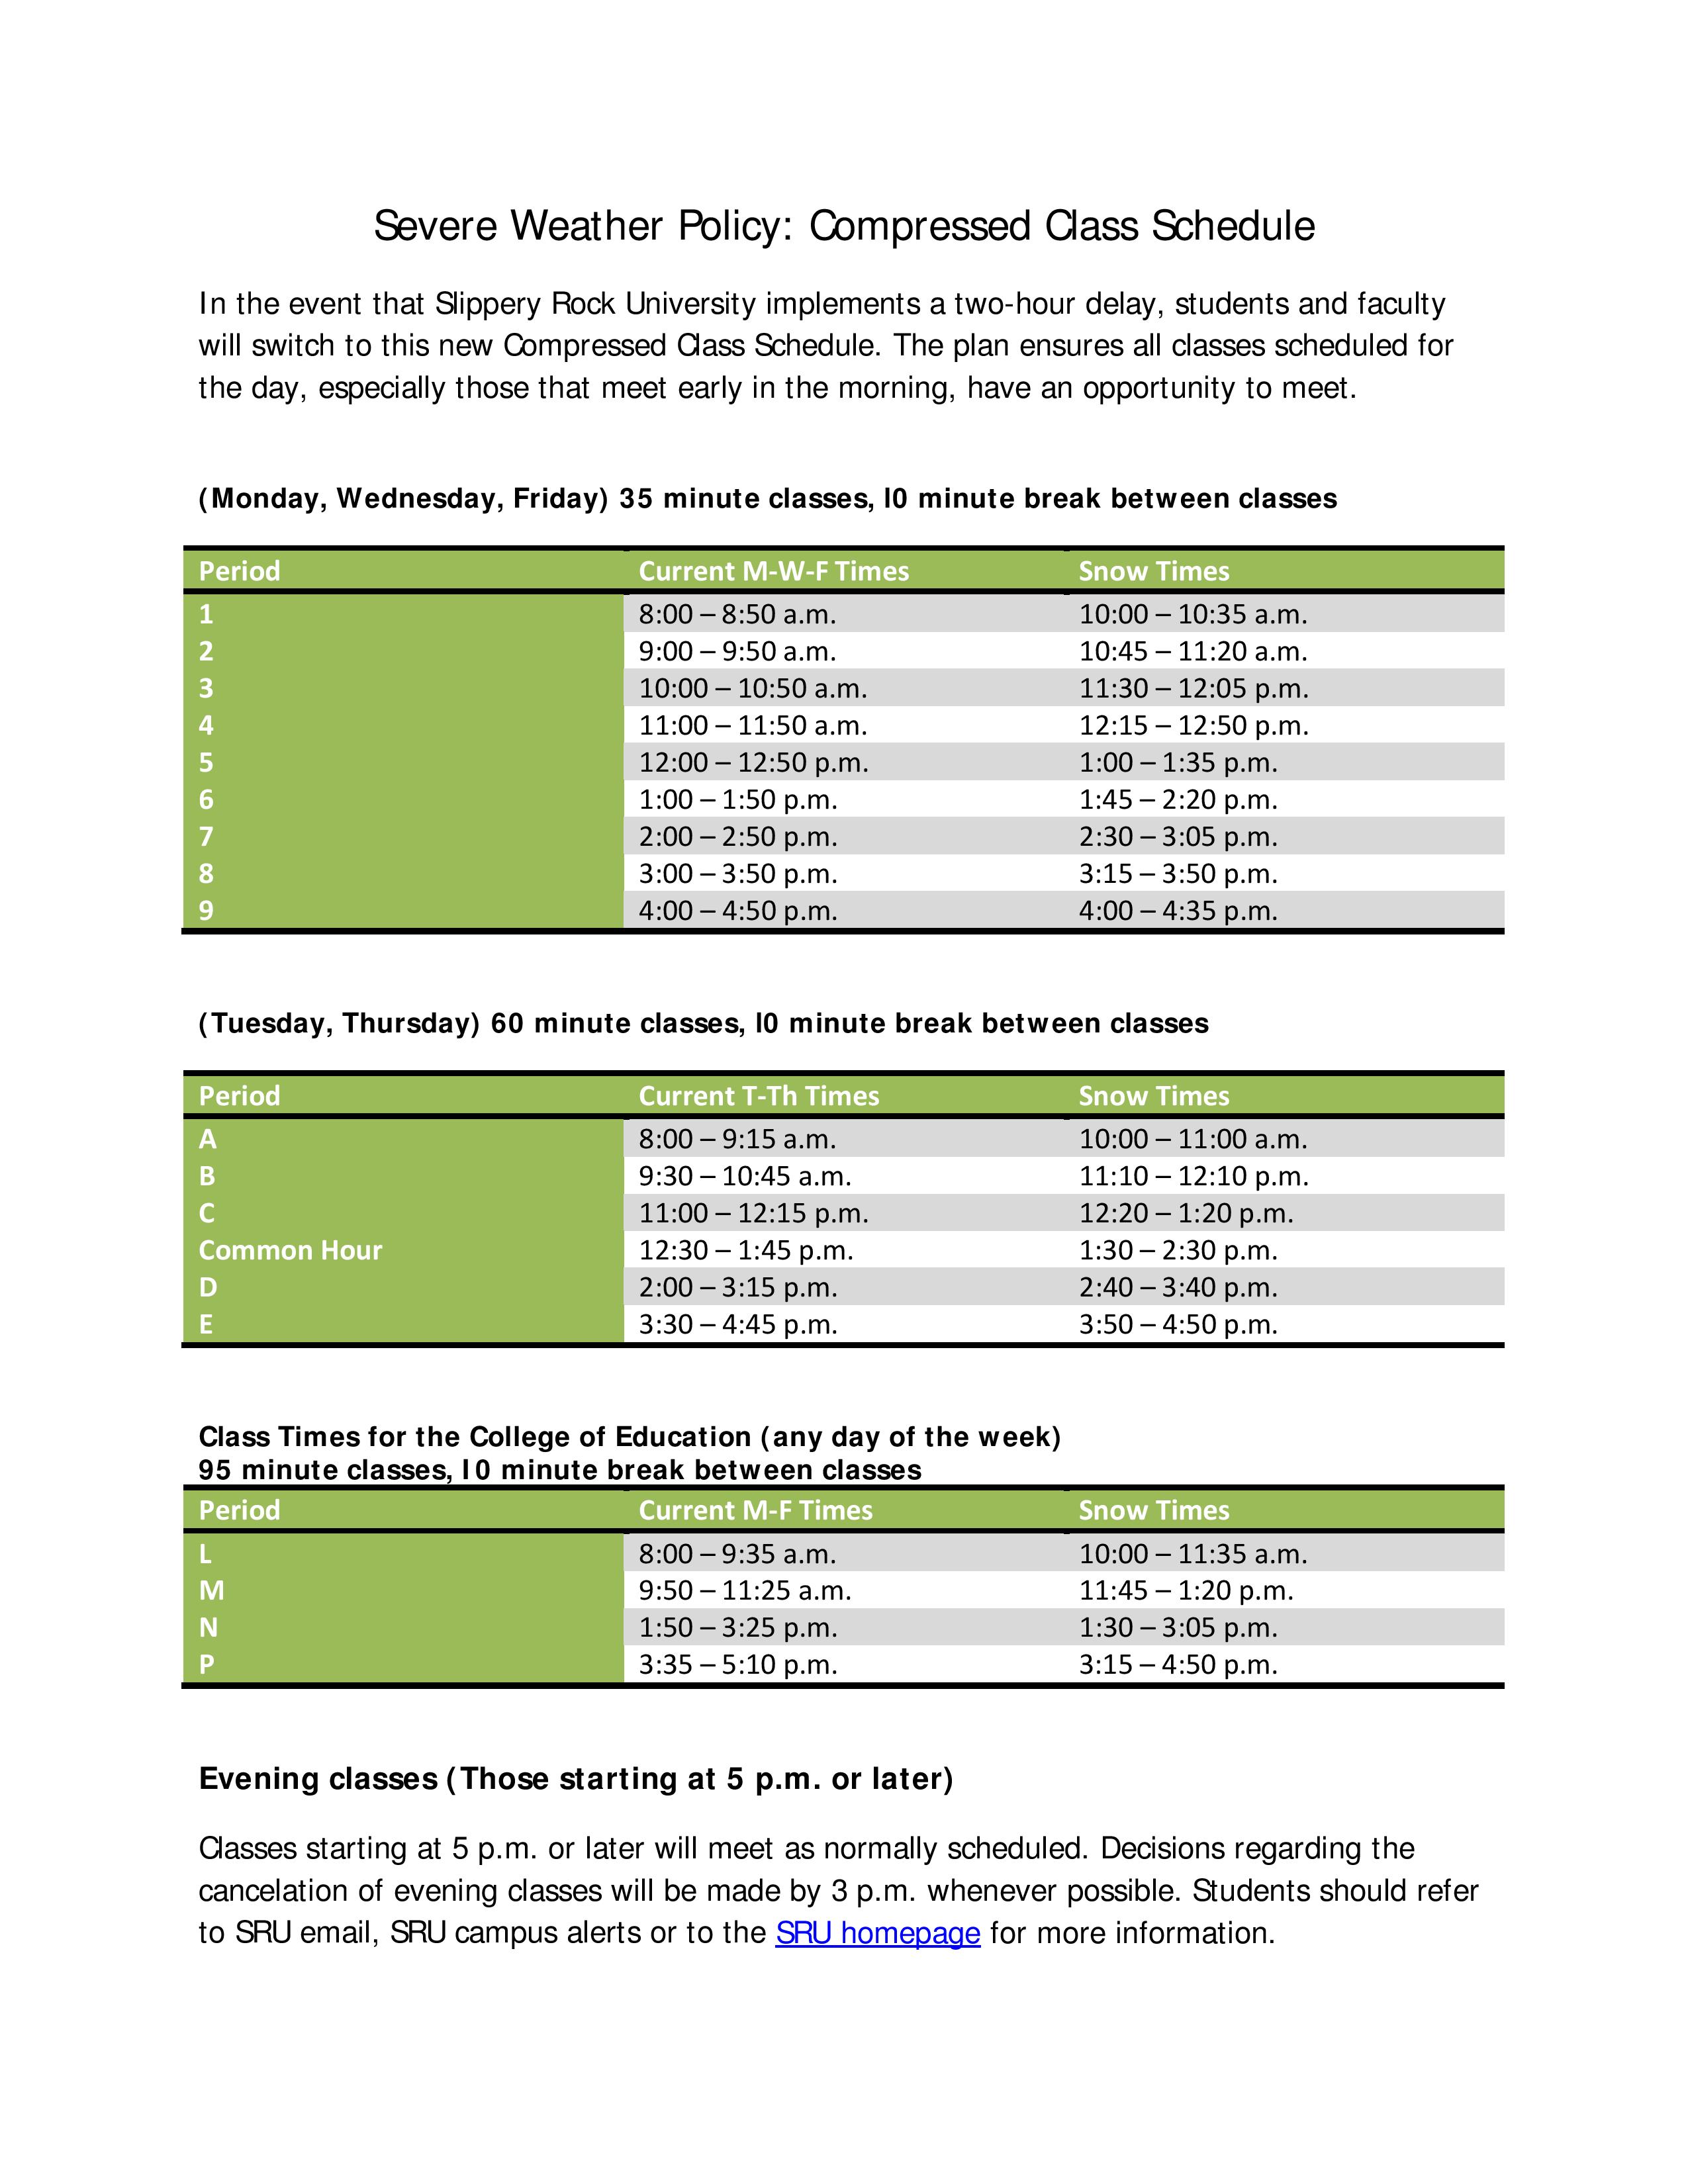 Severe Weather Policy: Compressed Class Schedule
In the event that Slippery Rock University implements a two-hour delay, students and faculty
will switch to this new Compressed Class Schedule. The plan ensures all classes scheduled for
the day, especially those that meet early in the morning, have an opportunity to meet.
(Monday, Wednesday, Friday) 35 minute classes, l0 minute break between classes
Period Current M-W-F Times Snow Times
1 8:00 – 8:50 a.m. 10:00 – 10:35 a.m.
2 9:00 – 9:50 a.m. 10:45 – 11:20 a.m.
3 10:00 – 10:50 a.m. 11:30 – 12:05 p.m.
4 11:00 – 11:50 a.m. 12:15 – 12:50 p.m.
5 12:00 – 12:50 p.m. 1:00 – 1:35 p.m.
6 1:00 – 1:50 p.m. 1:45 – 2:20 p.m.
7 2:00 – 2:50 p.m. 2:30 – 3:05 p.m.
8 3:00 – 3:50 p.m. 3:15 – 3:50 p.m.
9 4:00 – 4:50 p.m. 4:00 – 4:35 p.m.
(Tuesday, Thursday) 60 minute classes, l0 minute break between classes
Period Current T-Th Times Snow Times
A 8:00 – 9:15 a.m. 10:00 – 11:00 a.m.
B 9:30 – 10:45 a.m. 11:10 – 12:10 p.m.
C 11:00 – 12:15 p.m. 12:20 – 1:20 p.m.
Common Hour 12:30 – 1:45 p.m. 1:30 – 2:30 p.m.
D 2:00 – 3:15 p.m. 2:40 – 3:40 p.m.
E 3:30 – 4:45 p.m. 3:50 – 4:50 p.m.
Class Times for the College of Education (any day of the week)
95 minute classes, l0 minute break between classes
Period Current M-F Times Snow Times
L 8:00 – 9:35 a.m. 10:00 – 11:35 a.m.
M 9:50 – 11:25 a.m. 11:45 – 1:20 p.m.
N 1:50 – 3:25 p.m. 1:30 – 3:05 p.m.
P 3:35 – 5:10 p.m. 3:15 – 4:50 p.m.
Evening classes (Those starting at 5 p.m. or later)
Classes starting at 5 p.m. or later will meet as normally scheduled. Decisions regarding the
cancelation of evening classes will be made by 3 p.m. whenever possible. Students should refer
to SRU email, SRU campus alerts or to the SRU homepage for more information.